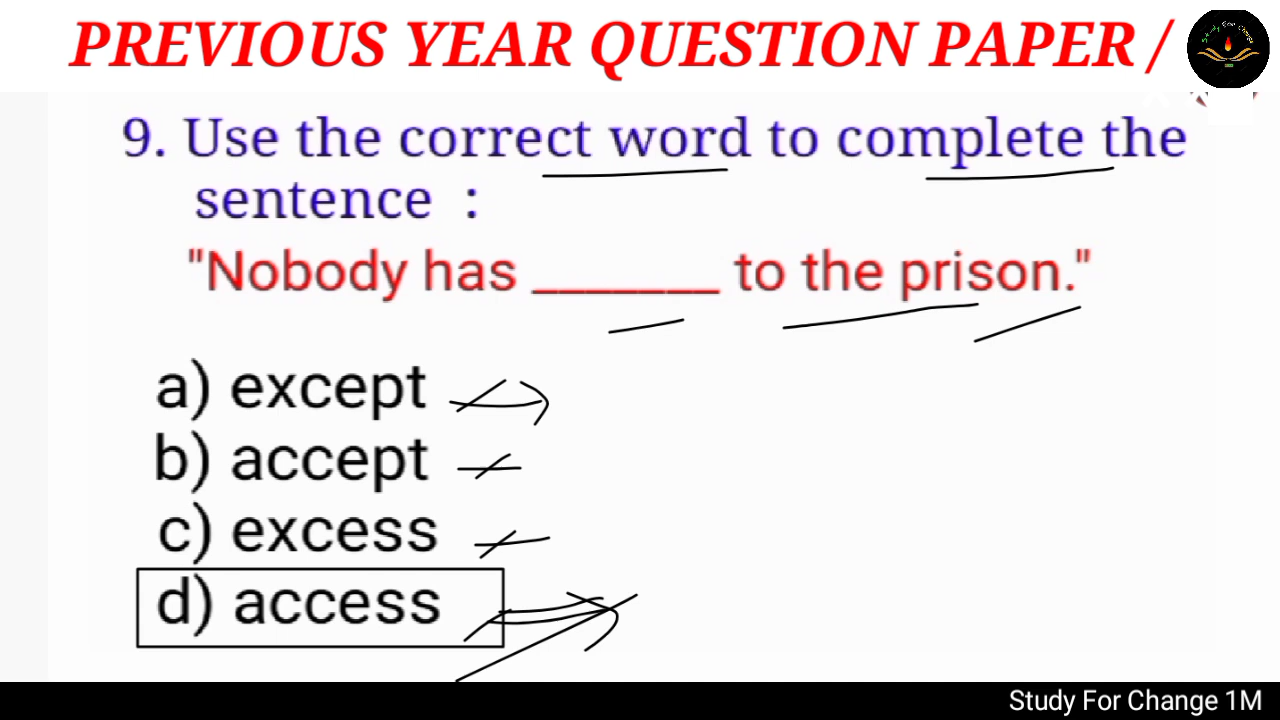 PREVIOUS YEAR QUESTION PAPER /
9. Use the correct word to complete the
sentence :
"Nobody has _______ to the prison."
a) except
b) accept
c) excess
d) access
Study For Change 1M